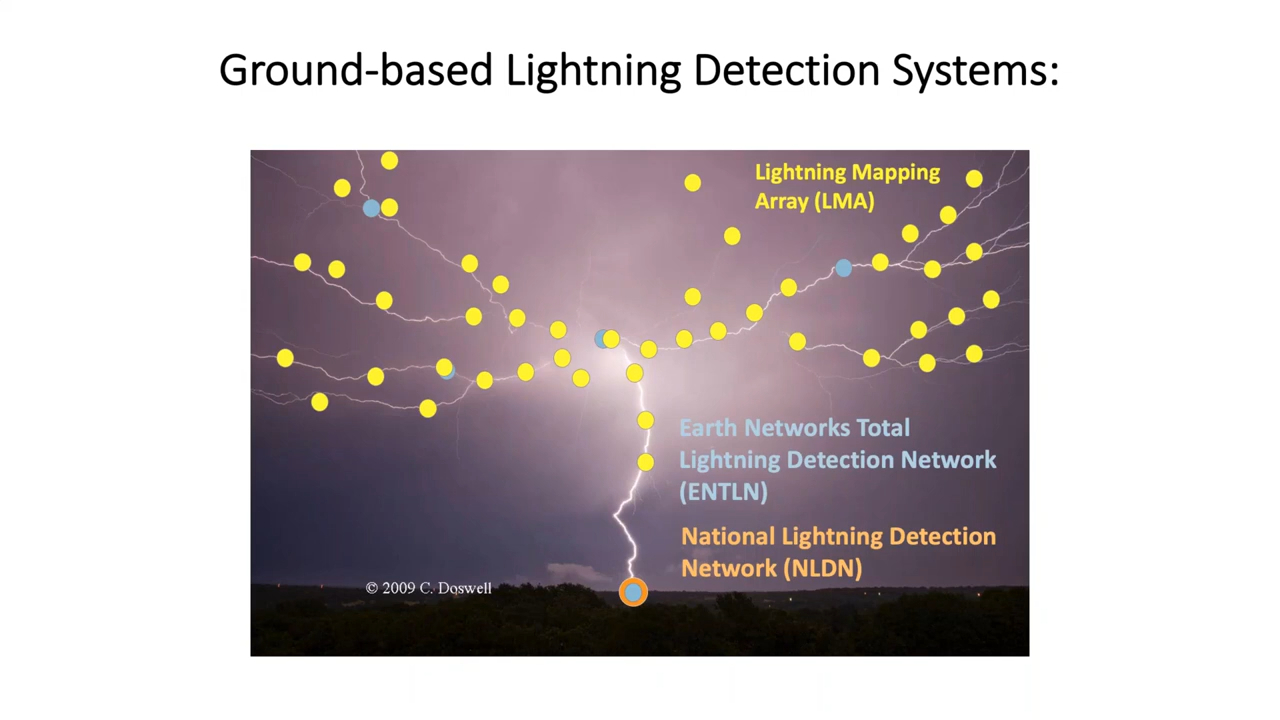 Ground-based Lightning Detection Systems:
Lightning Mapping
Array (LMA)
Earth Networks Total
Lightning Detection Network
(ENTLN)
National Lightning Detection
Network (NLDN)
© 2009 C. Doswell